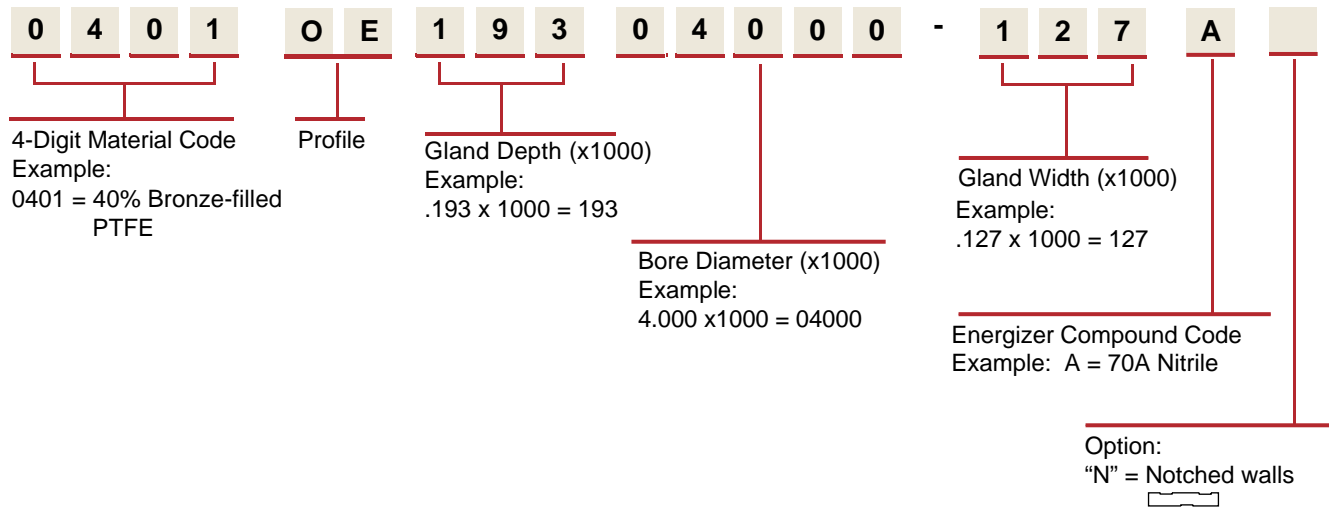 0 4 0 1 O E 1 9 3 0 4 0 0 0 - 1 2 7 A
4-Digit Material Code
Example:
0401 = 40% Bronze-filled
PTFE
Profile
Gland Depth (x1000)
Example:
.193 x 1000 = 193
Bore Diameter (x1000)
Example:
4.000 x1000 = 04000
Gland Width (x1000)
Example:
.127 x 1000 = 127
Energizer Compound Code
Example: A = 70A Nitrile
Option:
“N” = Notched walls